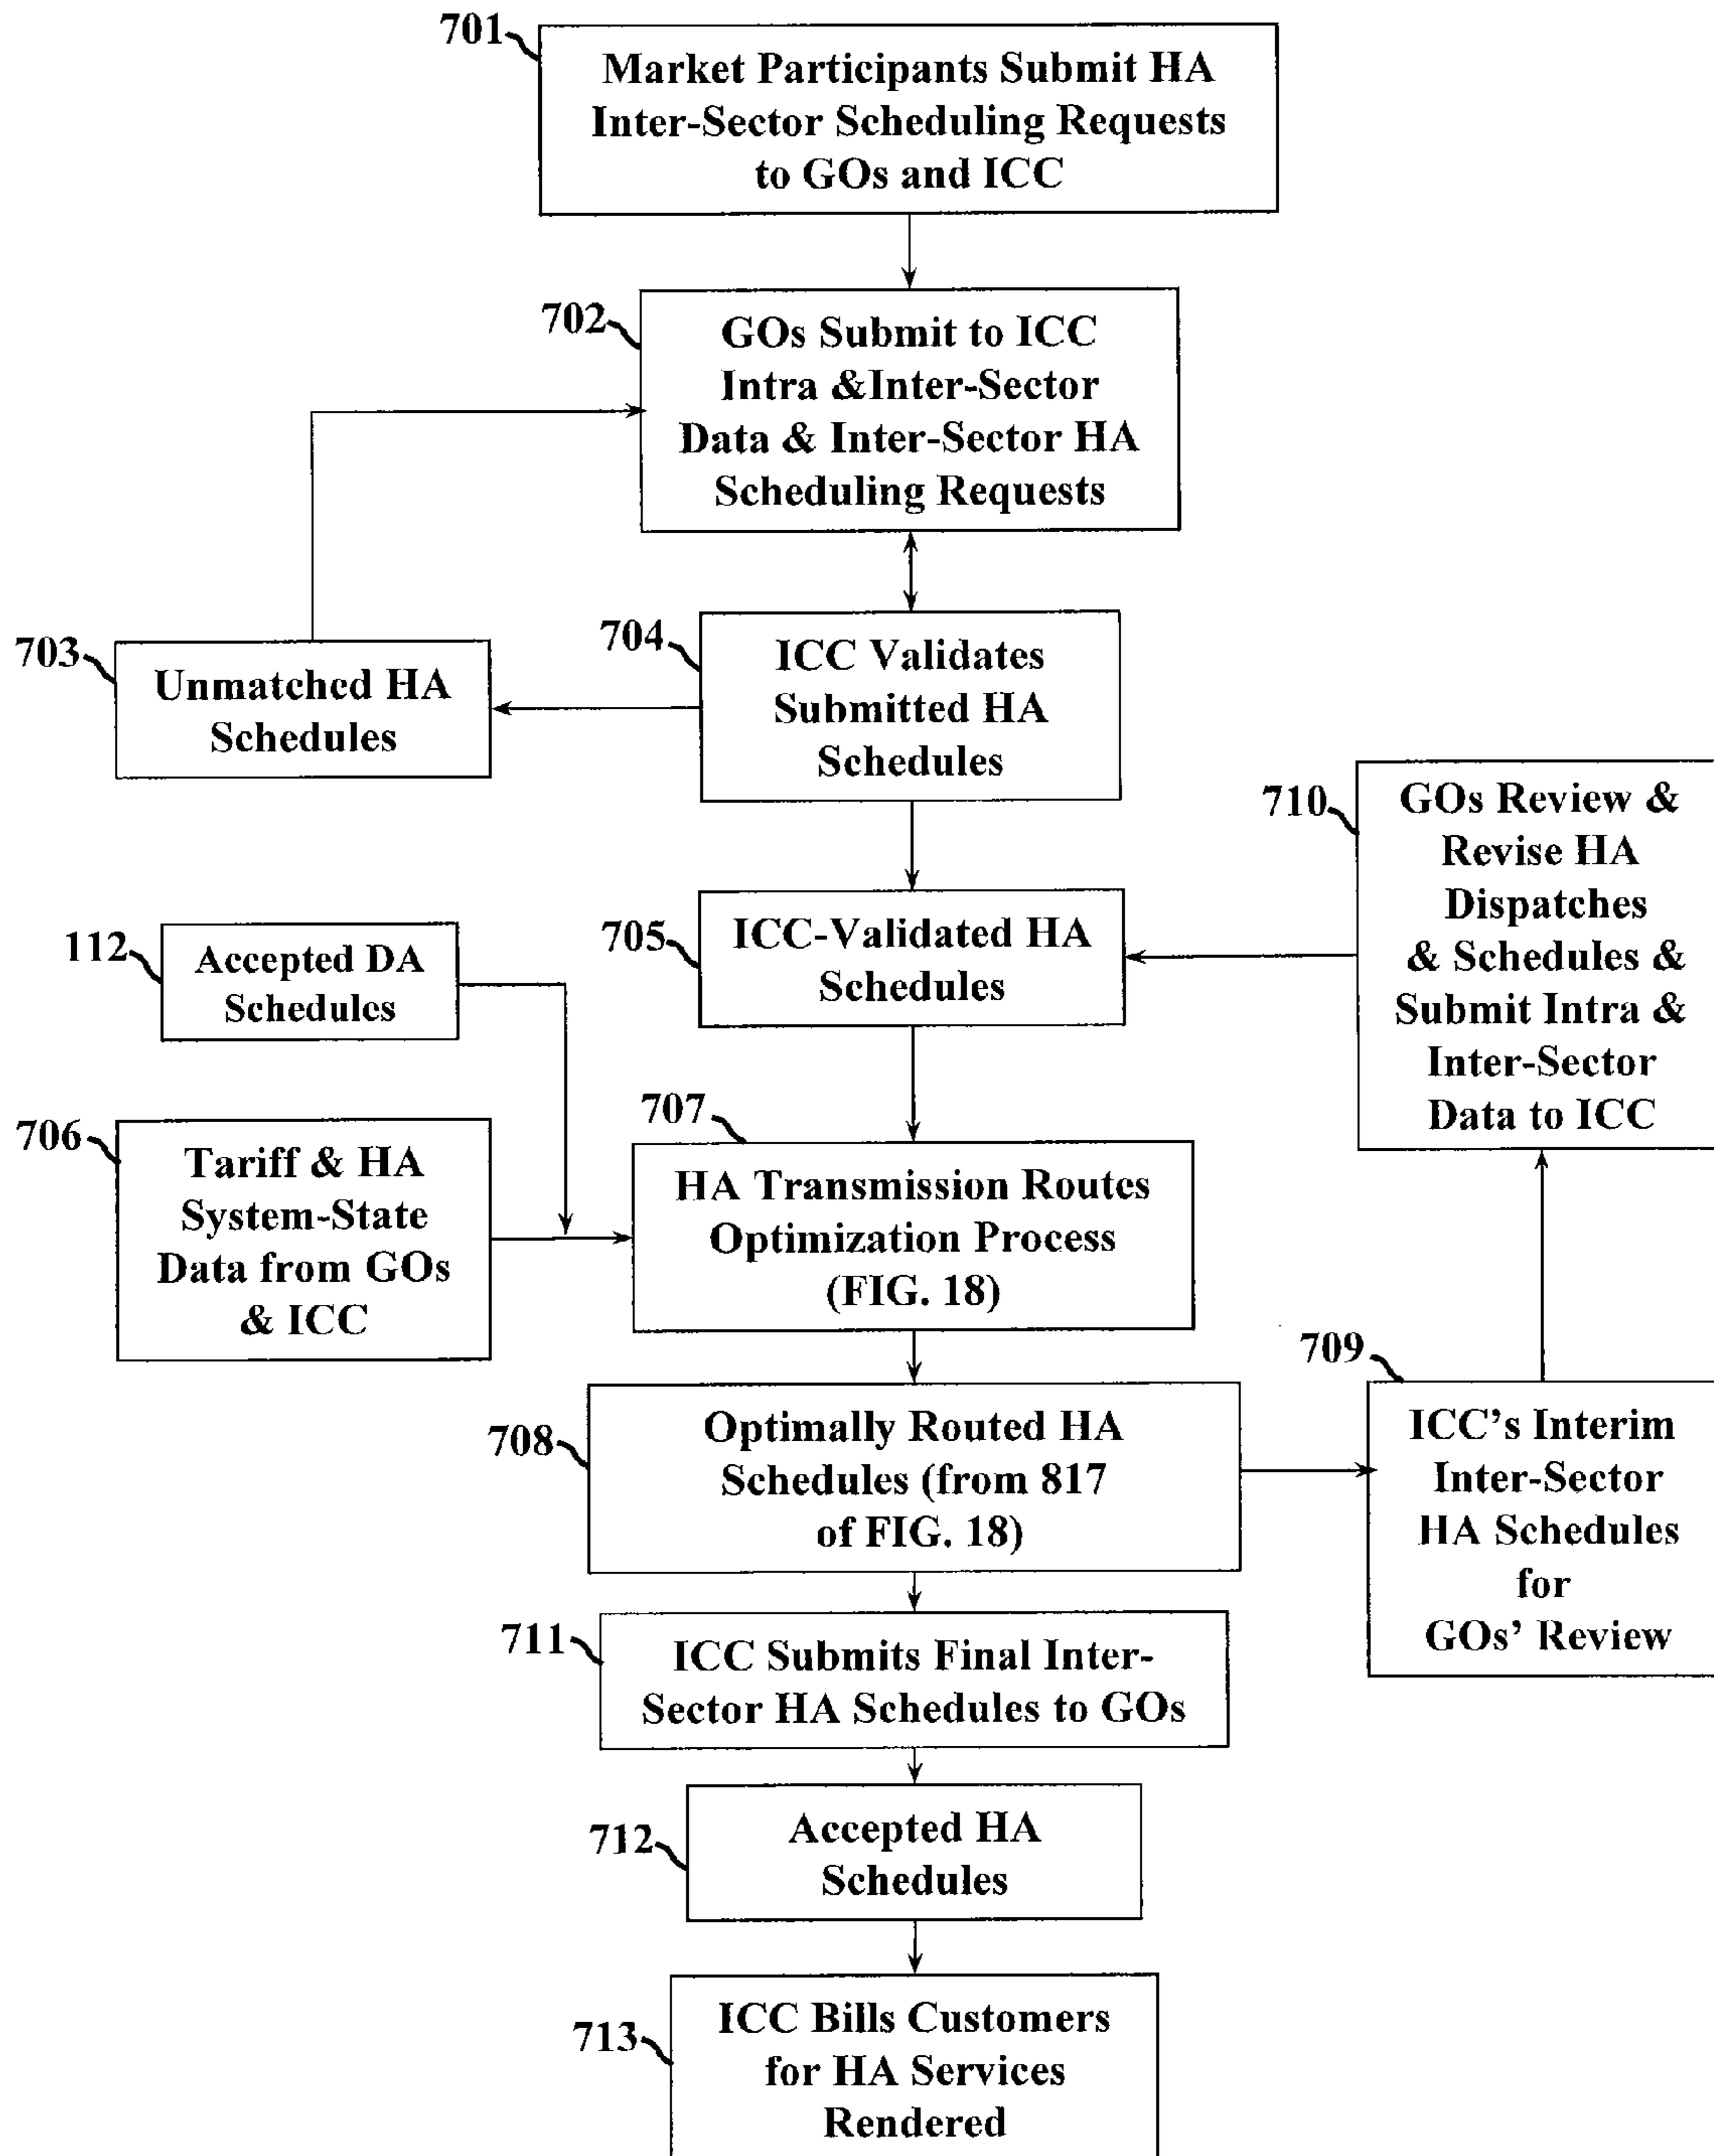 701
Market Participants Submit HA
Inter-Sector Scheduling Requests
to GOs and ICC
702
GOs Submit to ICC
Intra &Inter-Sector
Data & Inter-Sector HA
Scheduling Requests
703
Unmatched HA
Schedules
704
ICC Validates
Submitted HA
Schedules
710
GOs Review &
Revise HA
Dispatches
& Schedules &
Submit Intra &
Inter-Sector
Data to ICC
112
Accepted DA
Schedules
705
ICC-Validated HA
Schedules
706
Tariff & HA
System-State
Data from GOs
& ICC
707
HA Transmission Routes
Optimization Process
(FIG. 18)
708
Optimally Routed HA
Schedules (from 817
of FIG. 18)
709
ICC's Interim
Inter-Sector
HA Schedules
for
GOs' Review
711
ICC Submits Final Inter-
Sector HA Schedules to GOs
712
Accepted HA
Schedules
713
ICC Bills Customers
for HA Services
Rendered